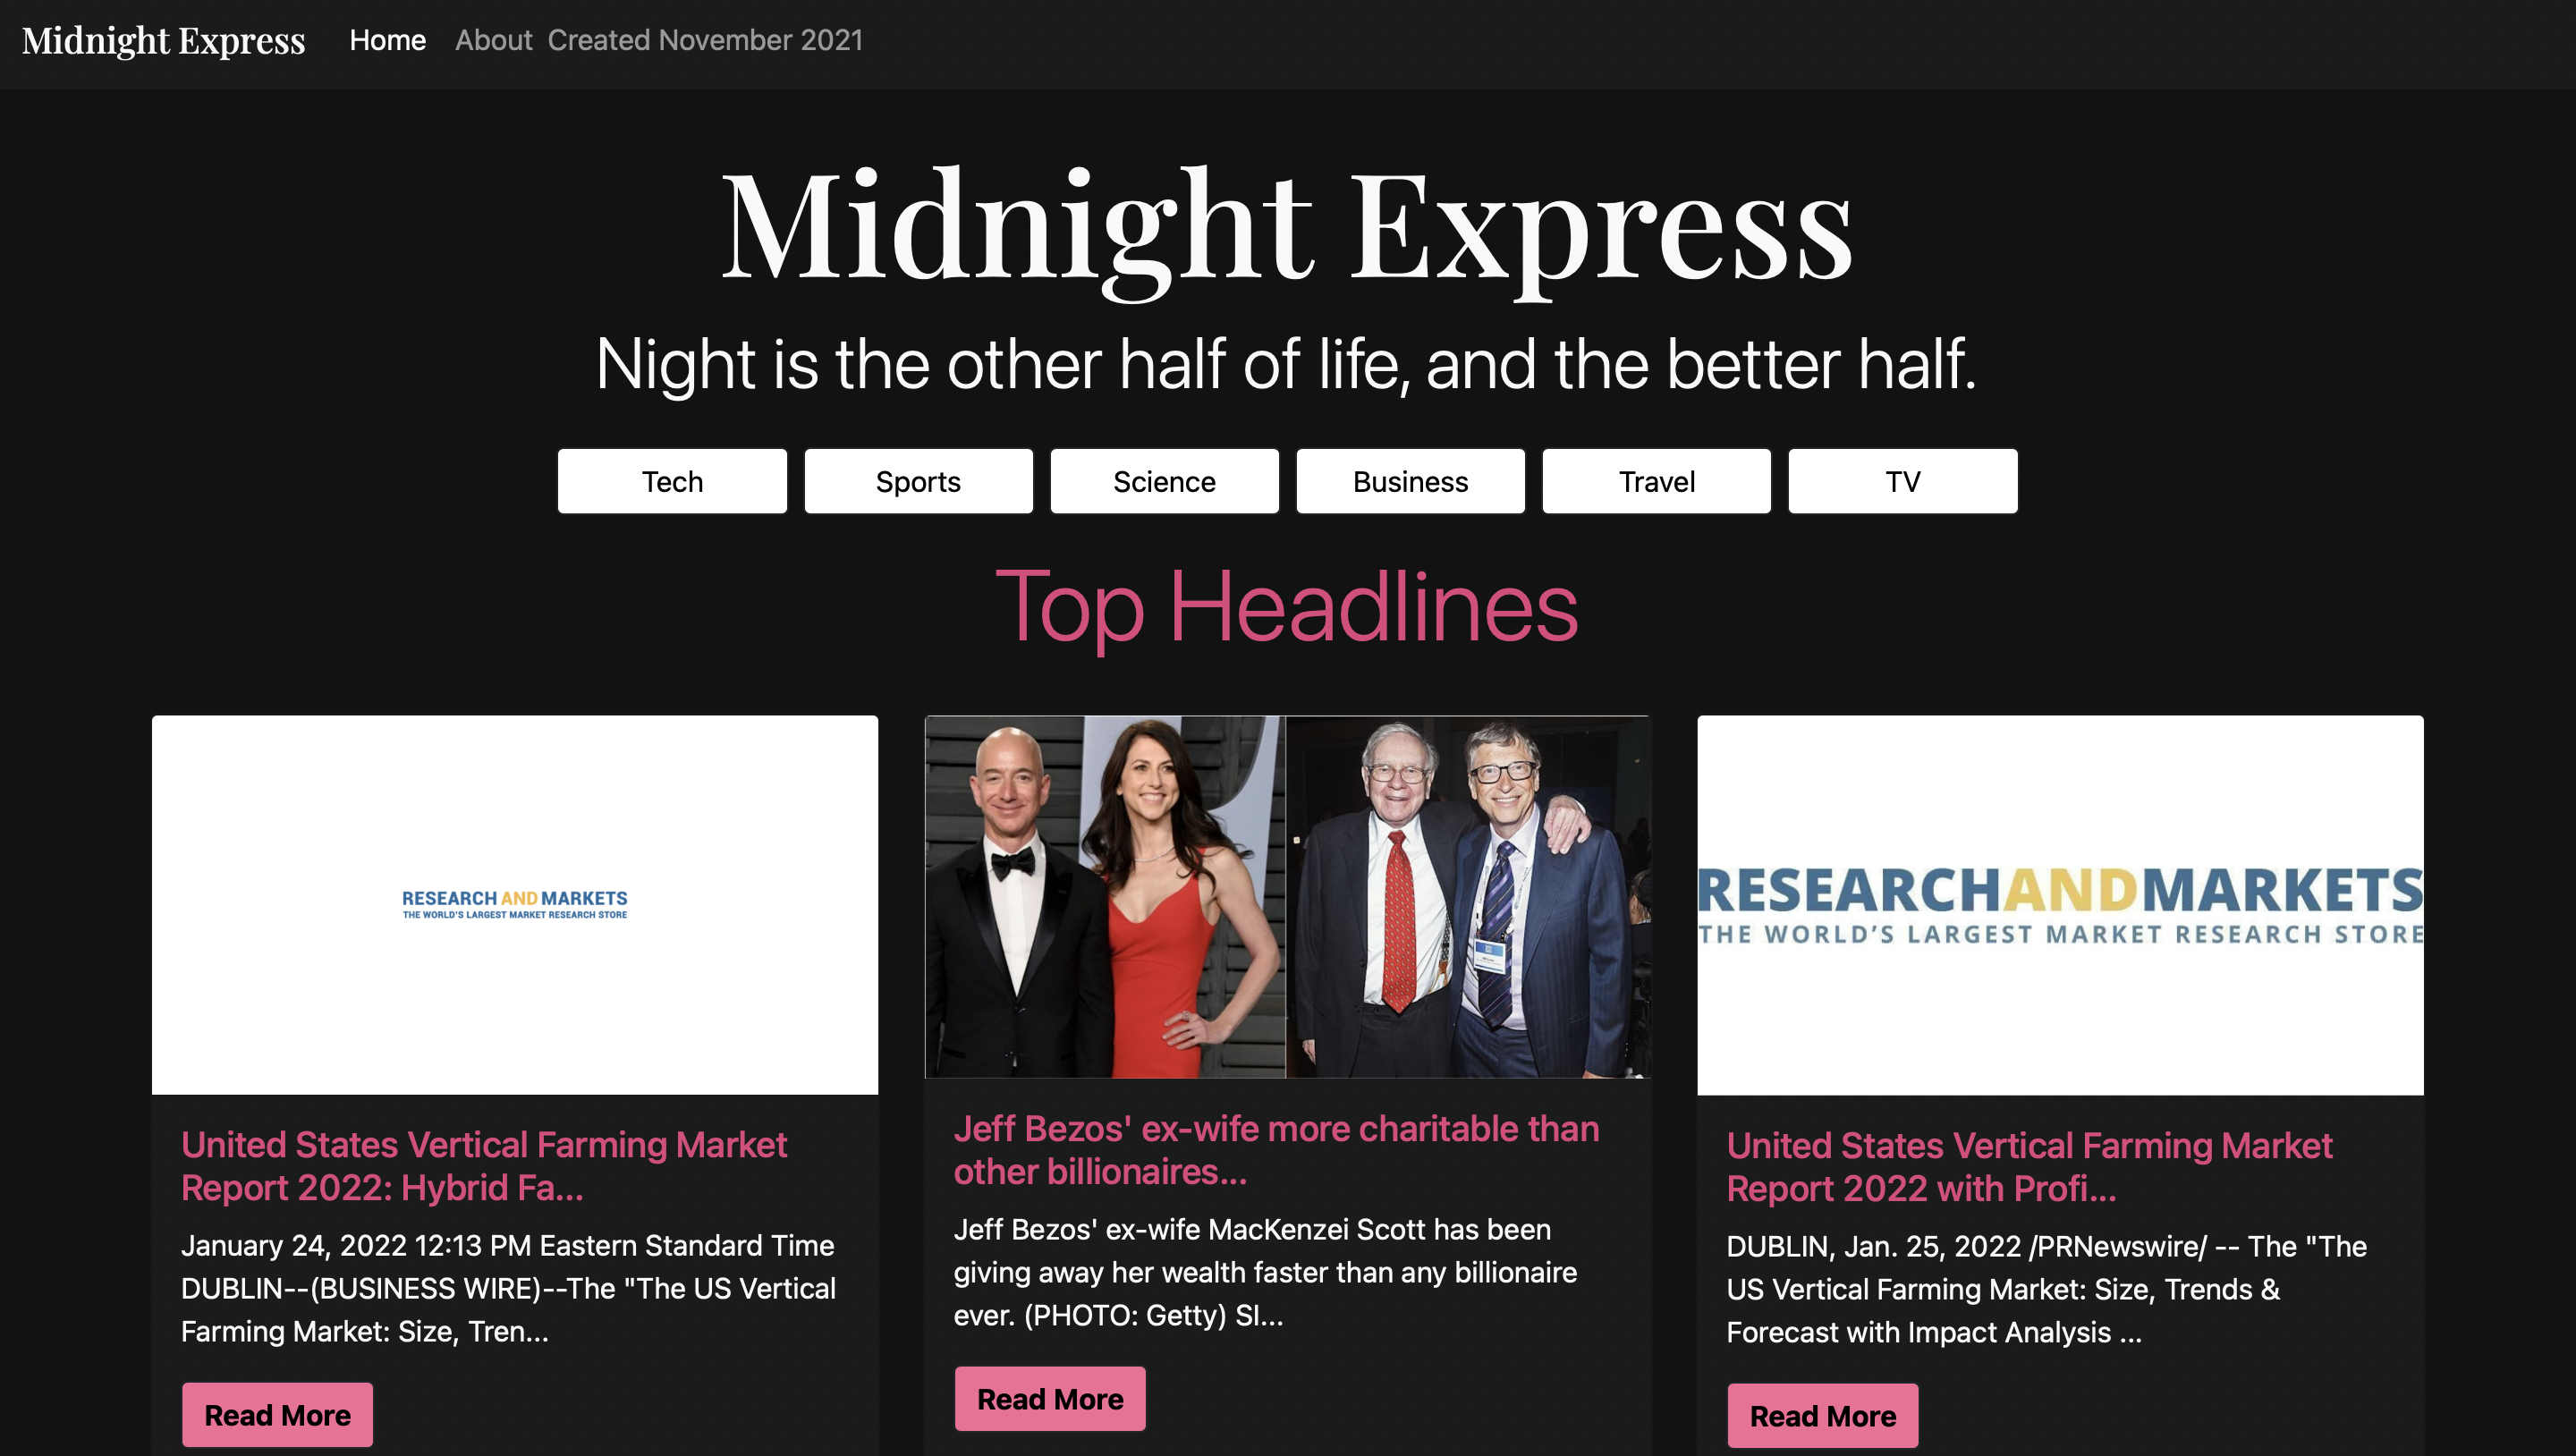 Midnight Express Home About Created November 2021
Midnight Express
Night is the other half of life, and the better half.
Tech Sports Science Business Travel TV
Top Headlines
RESEARCH AND MARKETS
THE WORLD'S LARGEST MARKET RESEARCH STORE
United States Vertical Farming Market
Report 2022: Hybrid Fa...
January 24, 2022 12:13 PM Eastern Standard Time
DUBLIN--(BUSINESS WIRE)--The "The US Vertical
Farming Market: Size, Tren...
Read More
Jeff Bezos' ex-wife more charitable than
other billionaires...
Jeff Bezos' ex-wife MacKenzei Scott has been
giving away her wealth faster than any billionaire
ever. (PHOTO: Getty) SI...
Read More
RESEARCHANDMARKETS
THE WORLD'S LARGEST MARKET RESEARCH STORE
United States Vertical Farming Market
Report 2022 with Profi...
DUBLIN, Jan. 25, 2022 /PRNewswire/ -- The "The
US Vertical Farming Market: Size, Trends &
Forecast with Impact Analysis ...
Read More